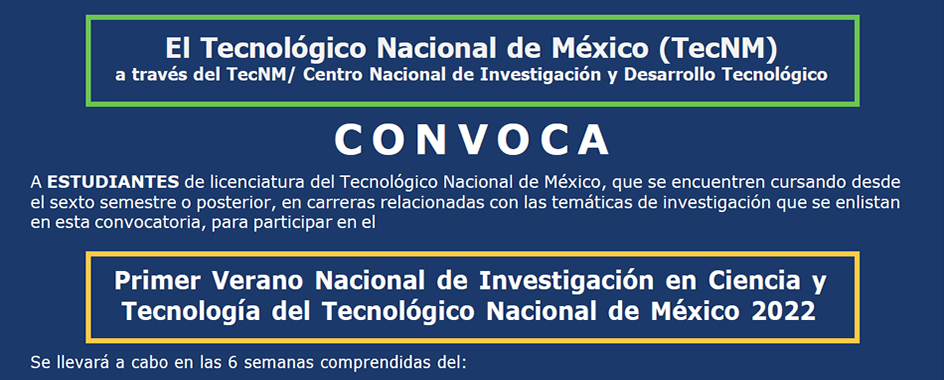 El Tecnológico Nacional de México (TecNM)
a través del TecNM/ Centro Nacional de Investigación y Desarrollo Tecnológico
CONVOCA
A ESTUDIANTES de licenciatura del Tecnológico Nacional de México, que se encuentren cursando desde
el sexto semestre o posterior, en carreras relacionadas con las temáticas de investigación que se enlistan
en esta convocatoria, para participar en el
Primer Verano Nacional de Investigación en Ciencia y
Tecnología del Tecnológico Nacional de México 2022
Se llevará a cabo en las 6 semanas comprendidas del: